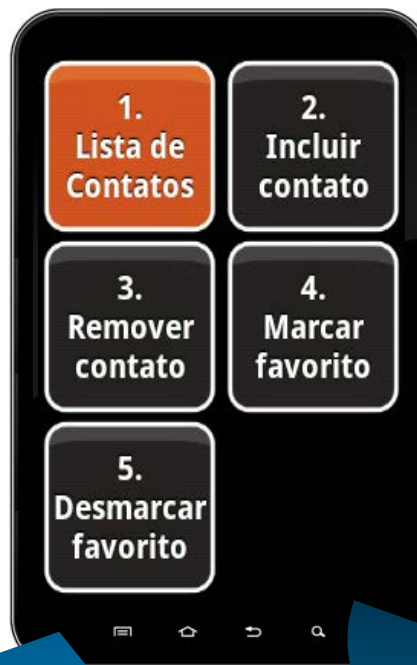 1.
Lista de
Contatos
2.
Incluir
contato
3.
Remover
contato
4.
Marcar
favorito
5.
Desmarcar
favorito